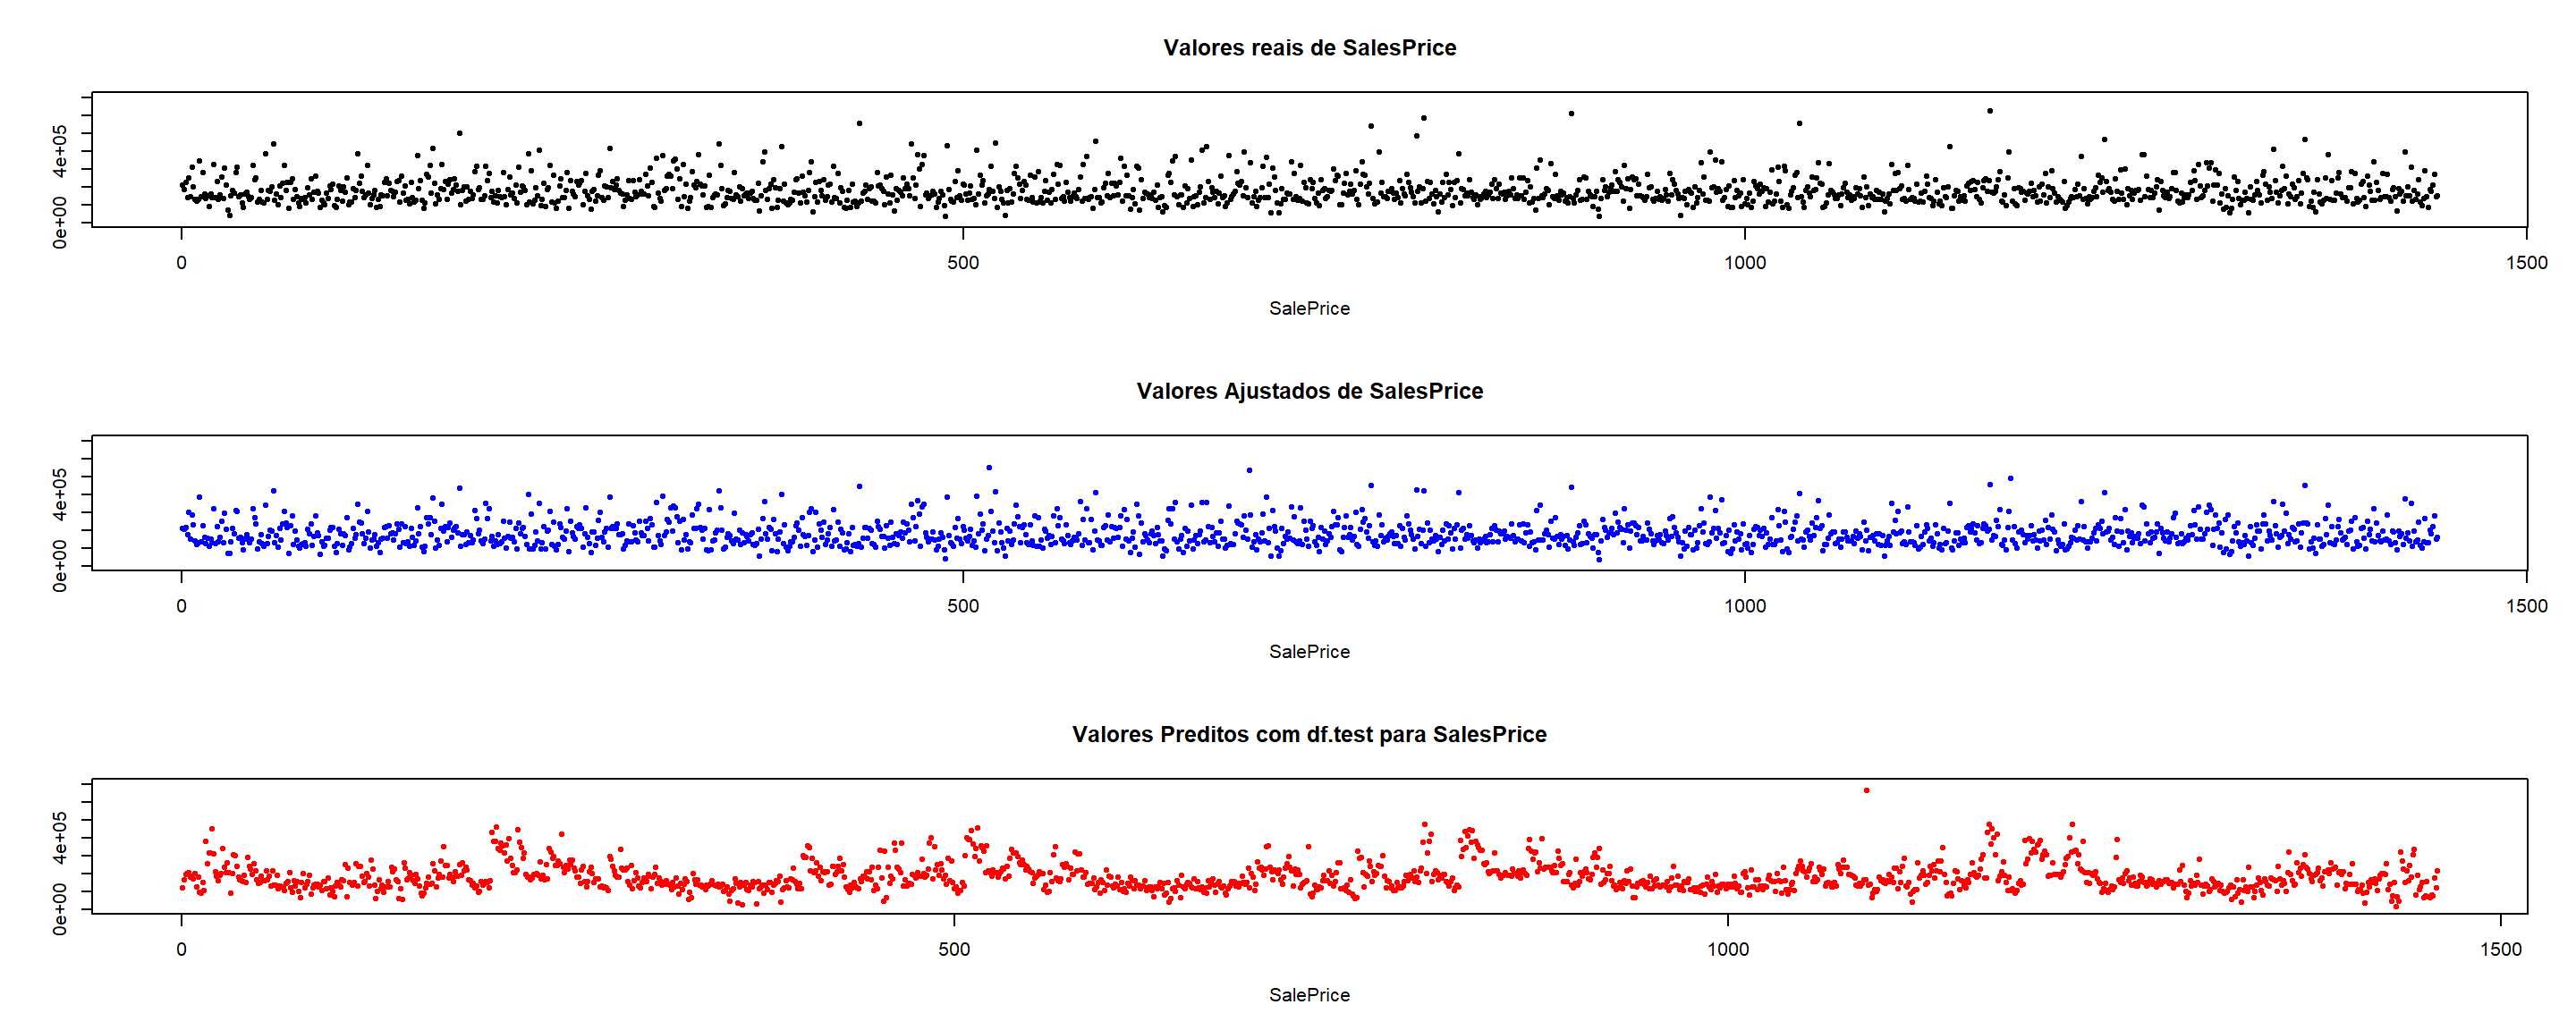 Valores reais de SalesPrice
4e+05
0e+00
0 500 1000 1500
SalePrice
Valores Ajustados de SalesPrice
4e+05
0e+00
0 500 1000 1500
SalePrice
Valores Preditos com df.test para SalesPrice
4e+05
0e+00
0 500 1000 1500
SalePrice